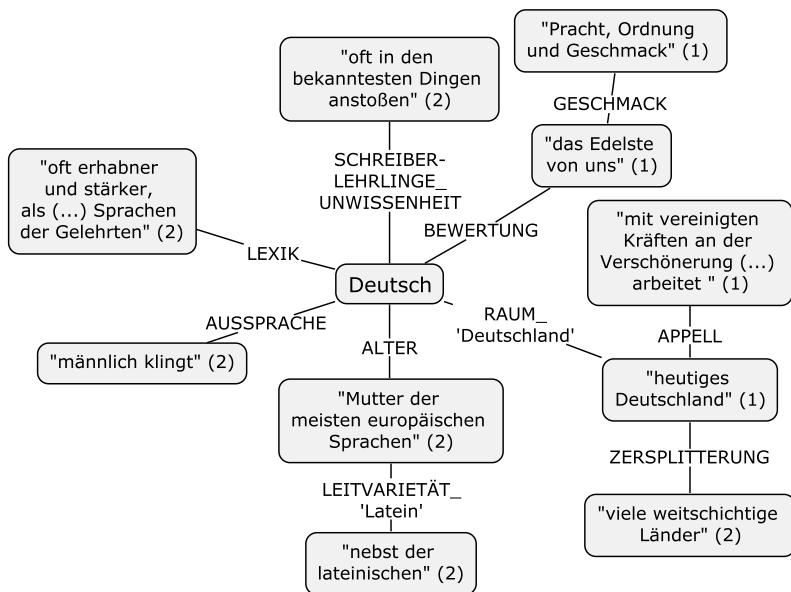 "Pracht, Ordnung
und Geschmack" (1)
"oft in den
bekanntesten Dingen
anstoßen" (2)
GESCHMACK
"das Edelste
von uns" (1)
SCHREIBER-
LEHRLINGE_
UNWISSENHEIT
"oft erhabner
und stärker,
als (...) Sprachen
der Gelehrten" (2)
BEWERTUNG
"mit vereinigten
Kräften an der
Verschönerung (...)
arbeitet " (1)
LEXIK
Deutsch
AUSSPRACHE
RAUM_
'Deutschland'
APPELL
ALTER
"männlich klingt" (2)
"heutiges
Deutschland" (1)
"Mutter der
meisten europäischen
Sprachen" (2)
ZERSPLITTERUNG
LEITVARIETÄT_
'Latein'
"viele weitschichtige
Länder" (2)
"nebst der
lateinischen" (2)